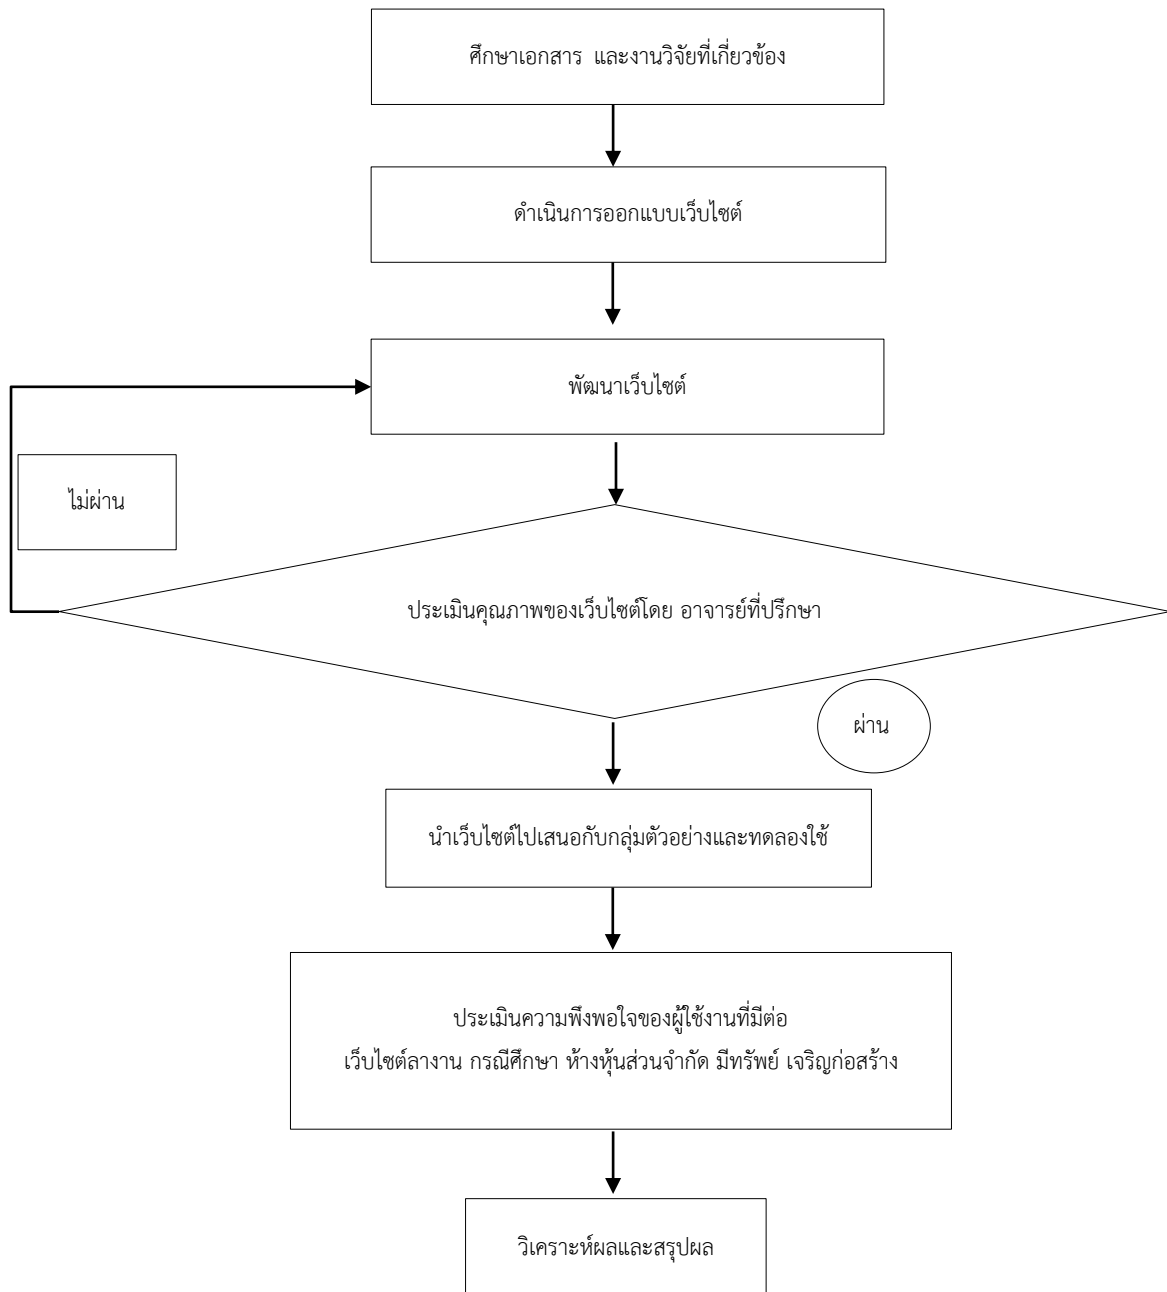 ศึกษาเอกสาร และงานวิจัยที่เกี่ยวข้อง
ดำเนินการออกแบบเว็บไซต์
พัฒนาเว็บไซต์
ไม่ผ่าน
ประเมินคุณภาพของเว็บไซต์โดย อาจารย์ที่ปรึกษา
ผ่าน
นำเว็บไซต์ไปเสนอกับกลุ่มตัวอย่างและทดลองใช้
ประเมินความพึงพอใจของผู้ใช้งานที่มีต่อ
เว็บไซต์ลางาน กรณีศึกษา ห้างหุ้นส่วนจำกัด มีทรัพย์ เจริญก่อสร้าง
วิเคราะห์ผลและสรุปผล